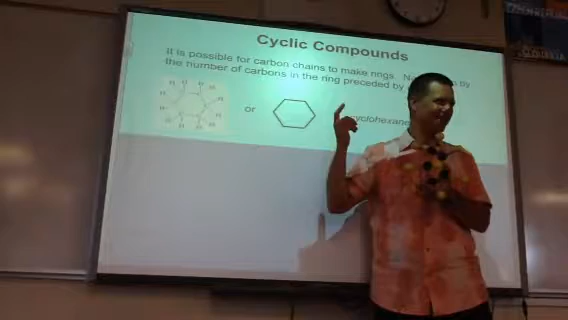 Cyclic Compounds
It is possible for carbon chains to make rings. by
the number of carbons in the ring preceded by
or
cyclohexane